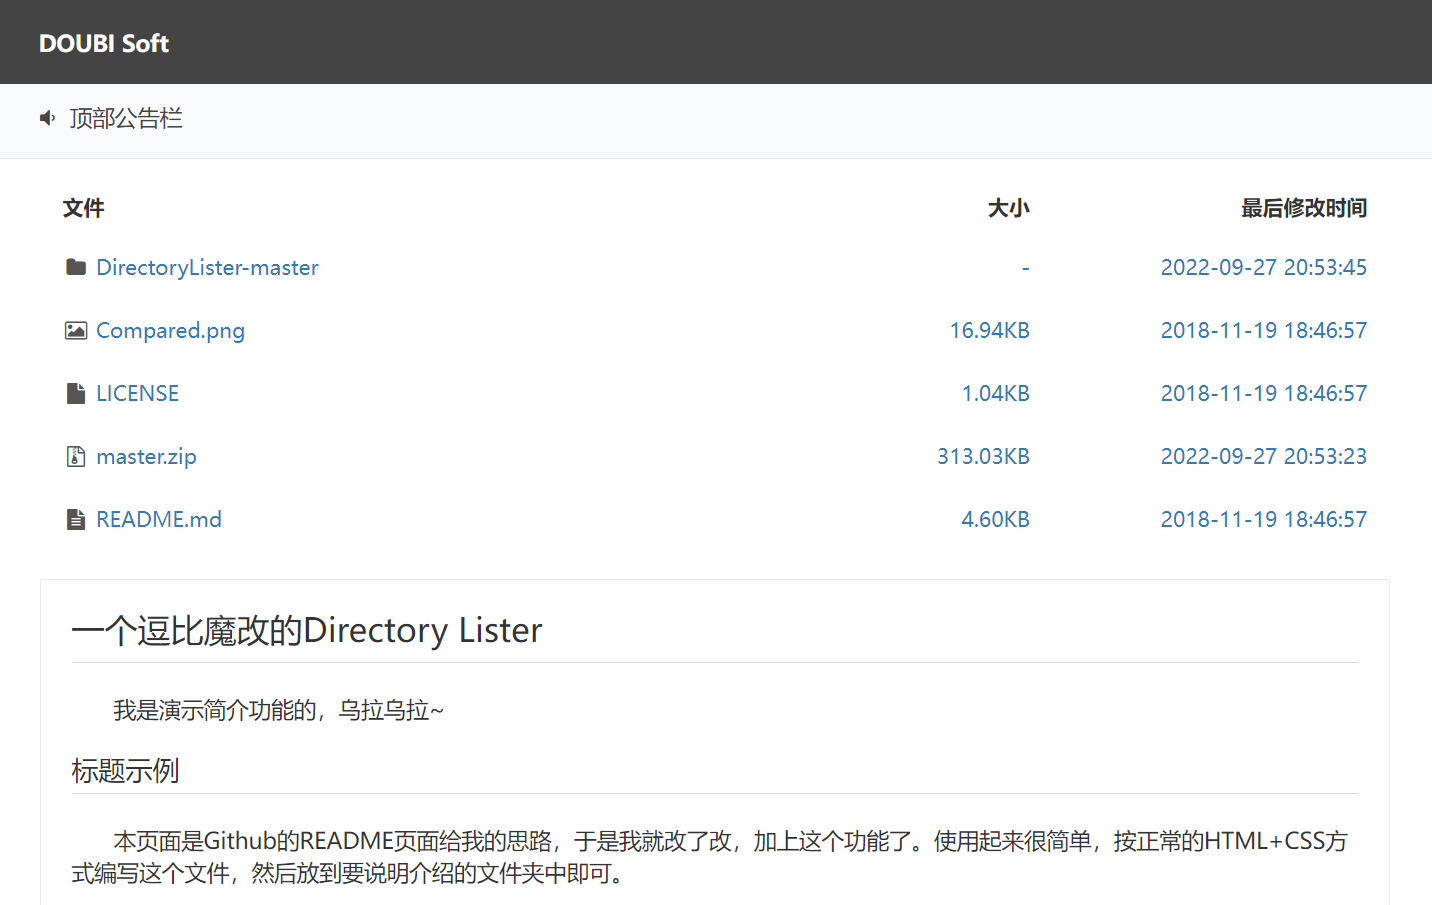 DOUBI Soft
顶部公告栏
文件 大小 最后修改时间
DirectoryLister-master - 2022-09-27 20:53:45
Compared.png 16.94KB 2018-11-19 18:46:57
LICENSE 1.04KB 2018-11-19 18:46:57
master.zip 313.03KB 2022-09-27 20:53:23
README.md 4.60KB 2018-11-19 18:46:57
一个逗比魔改的Directory Lister
我是演示简介功能的，乌拉乌拉~
标题示例
本页面是Github的README页面给我的思路，于是我就改了改，加上这个功能了。使用起来很简单，按正常的HTML+CSS方
式编写这个文件，然后放到要说明介绍的文件夹中即可。